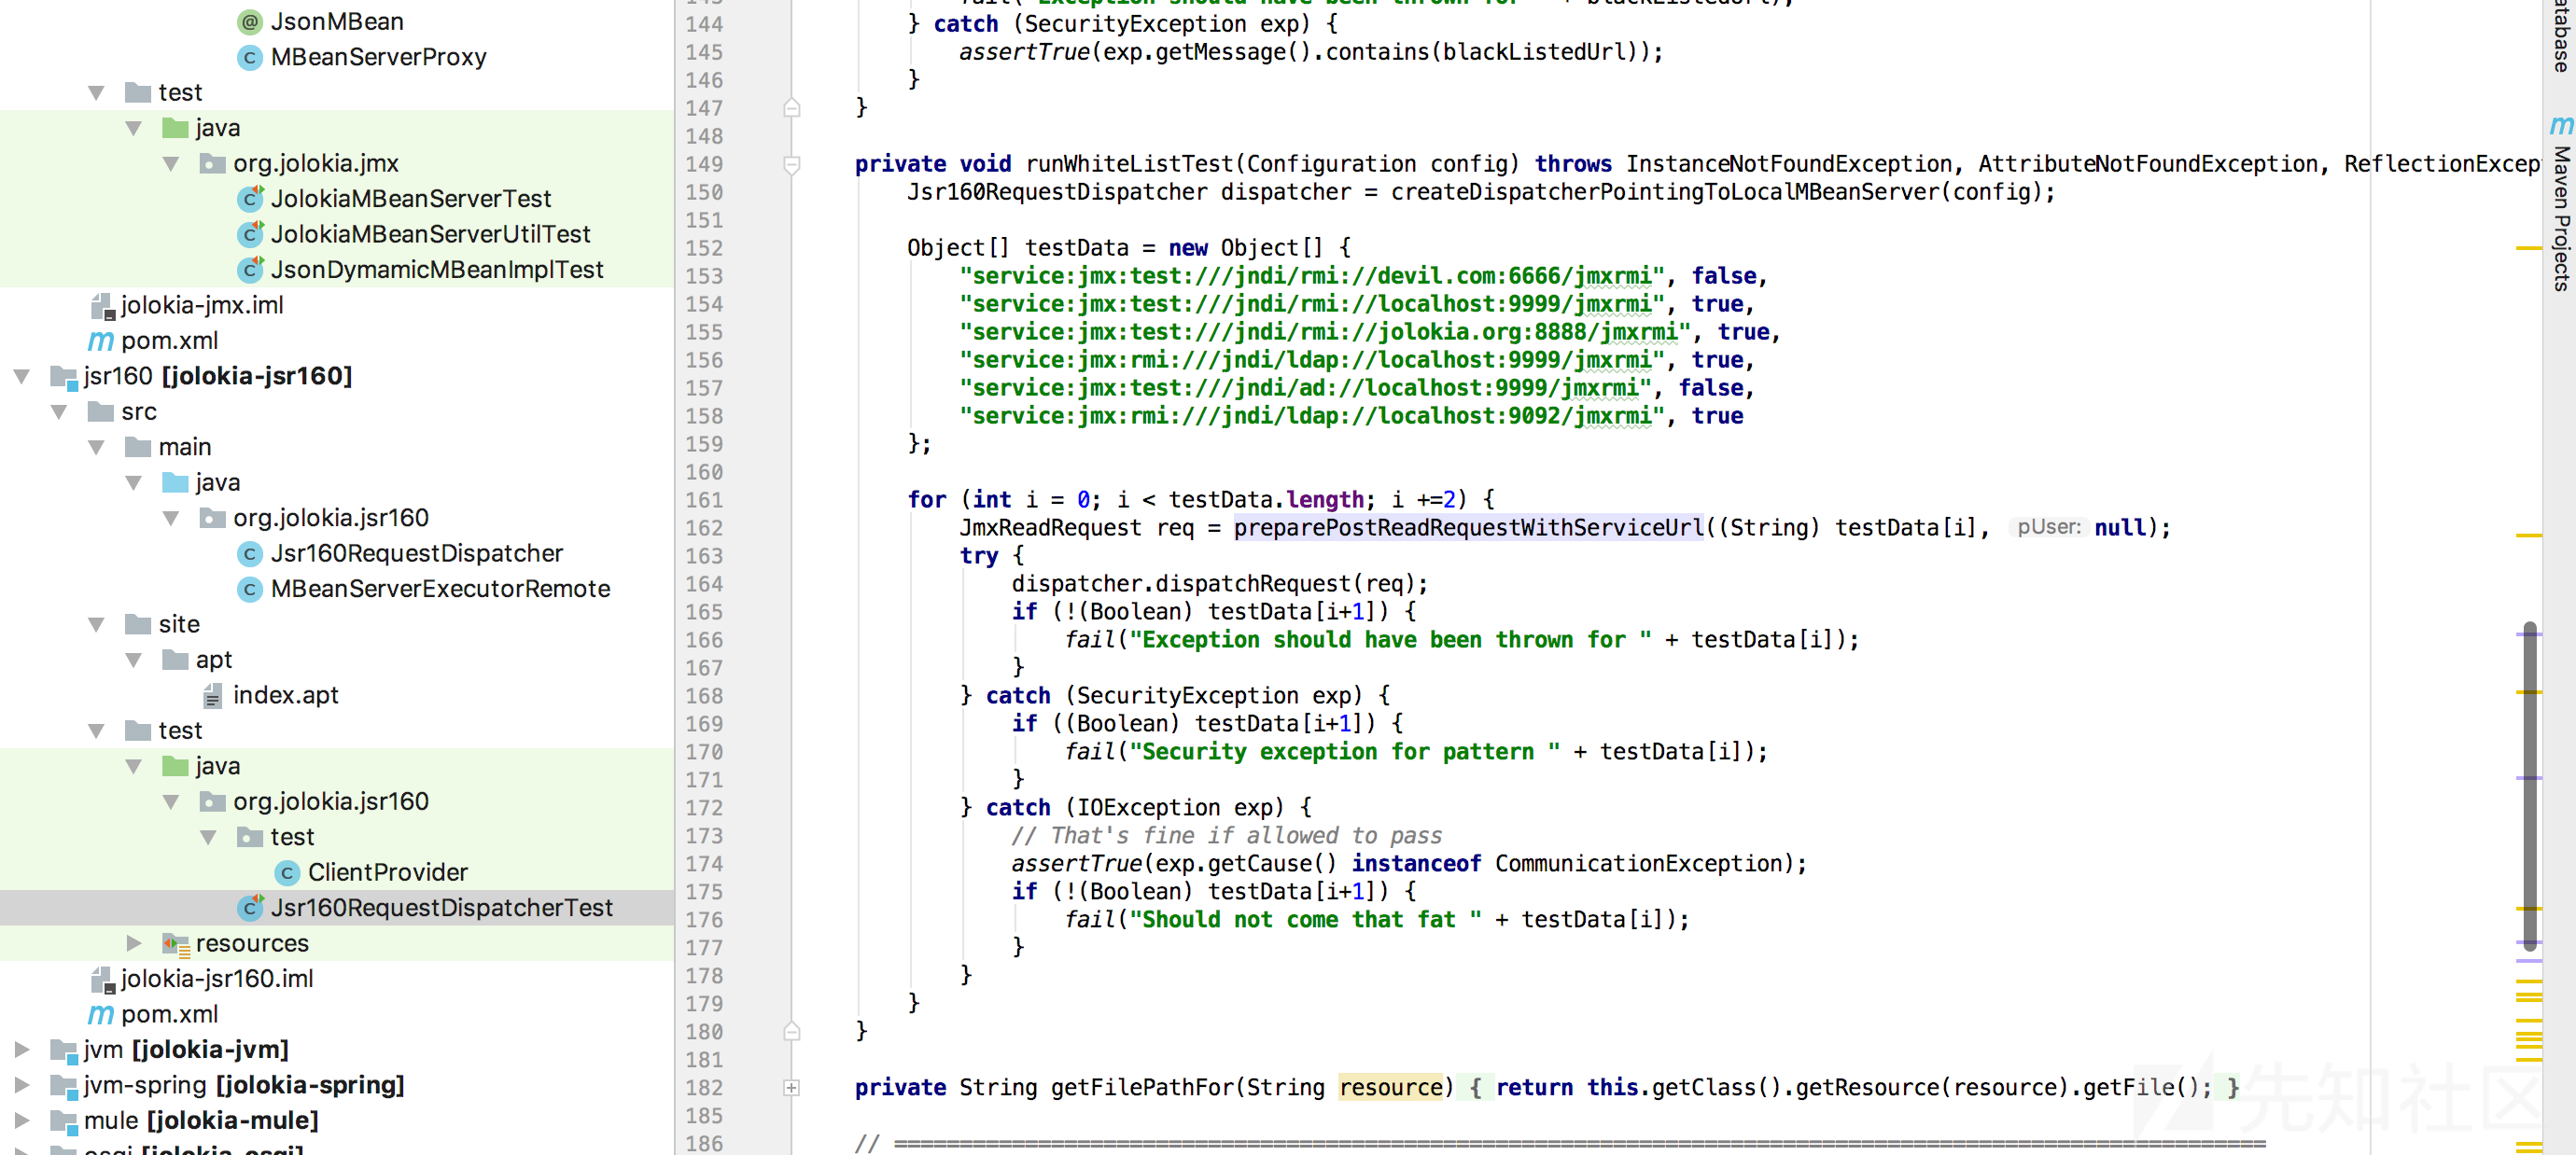 JsonMBean
MBeanServerProxy
test
java
org.jolokia.jmx
JolokiaMBeanServerTest
JolokiaMBeanServerUtilTest
JsonDymamicMBeanImplTest
jolokia-jmx.iml
pom.xml
jsr160 [jolokia-jsr160]
src
main
java
org.jolokia.jsr160
Jsr160RequestDispatcher
MBeanServerExecutorRemote
site
apt
index.apt
test
java
org.jolokia.jsr160
test
ClientProvider
Jsr160RequestDispatcherTest
resources
jolokia-jsr160.iml
pom.xml
jvm [jolokia-jvm]
jvm-spring [jolokia-spring]
mule [jolokia-mule]
osgi [jolokia-osgi]
144 } catch (SecurityException exp) {
145 assertTrue(exp.getMessage().contains(blackListedUrl));
146 }
147 }
148
149 private void runWhiteListTest(Configuration config) throws InstanceNotFoundException, AttributeNotFoundException, ReflectionExcep
150 Jsr160RequestDispatcher dispatcher = createDispatcherPointingToLocalMBeanServer(config);
151
152 Object[] testData = new Object[] {
153 "service:jmx:test:///jndi/rmi://devil.com:6666/jmxrmi", false,
154 "service:jmx:test:///jndi/rmi://localhost:9999/jmxrmi", true,
155 "service:jmx:test:///jndi/rmi://jolokia.org:8888/jmxrmi", true,
156 "service:jmx:rmi:///jndi/ldap://localhost:9999/jmxrmi", true,
157 "service:jmx:test:///jndi/ad://localhost:9999/jmxrmi", false,
158 "service:jmx:rmi:///jndi/ldap://localhost:9092/jmxrmi", true
159 };
160
161 for (int i = 0; i < testData.length; i +=2) {
162 JmxReadRequest req = preparePostReadRequestWithServiceUrl((String) testData[i], pUser: null);
163 try {
164 dispatcher.dispatchRequest(req);
165 if (!(Boolean) testData[i+1]) {
166 fail("Exception should have been thrown for " + testData[i]);
167 }
168 } catch (SecurityException exp) {
169 if ((Boolean) testData[i+1]) {
170 fail("Security exception for pattern " + testData[i]);
171 }
172 } catch (IOException exp) {
173 // That's fine if allowed to pass
174 assertTrue(exp.getCause() instanceof CommunicationException);
175 if (!(Boolean) testData[i+1]) {
176 fail("Should not come that fat " + testData[i]);
177 }
178 }
179 }
180 }
181
182 private String getFilePathFor(String resource) { return this.getClass().getResource(resource).getFile(); }
185
186 // =========================================================================================================
atabase
Maven Projects
先知社区